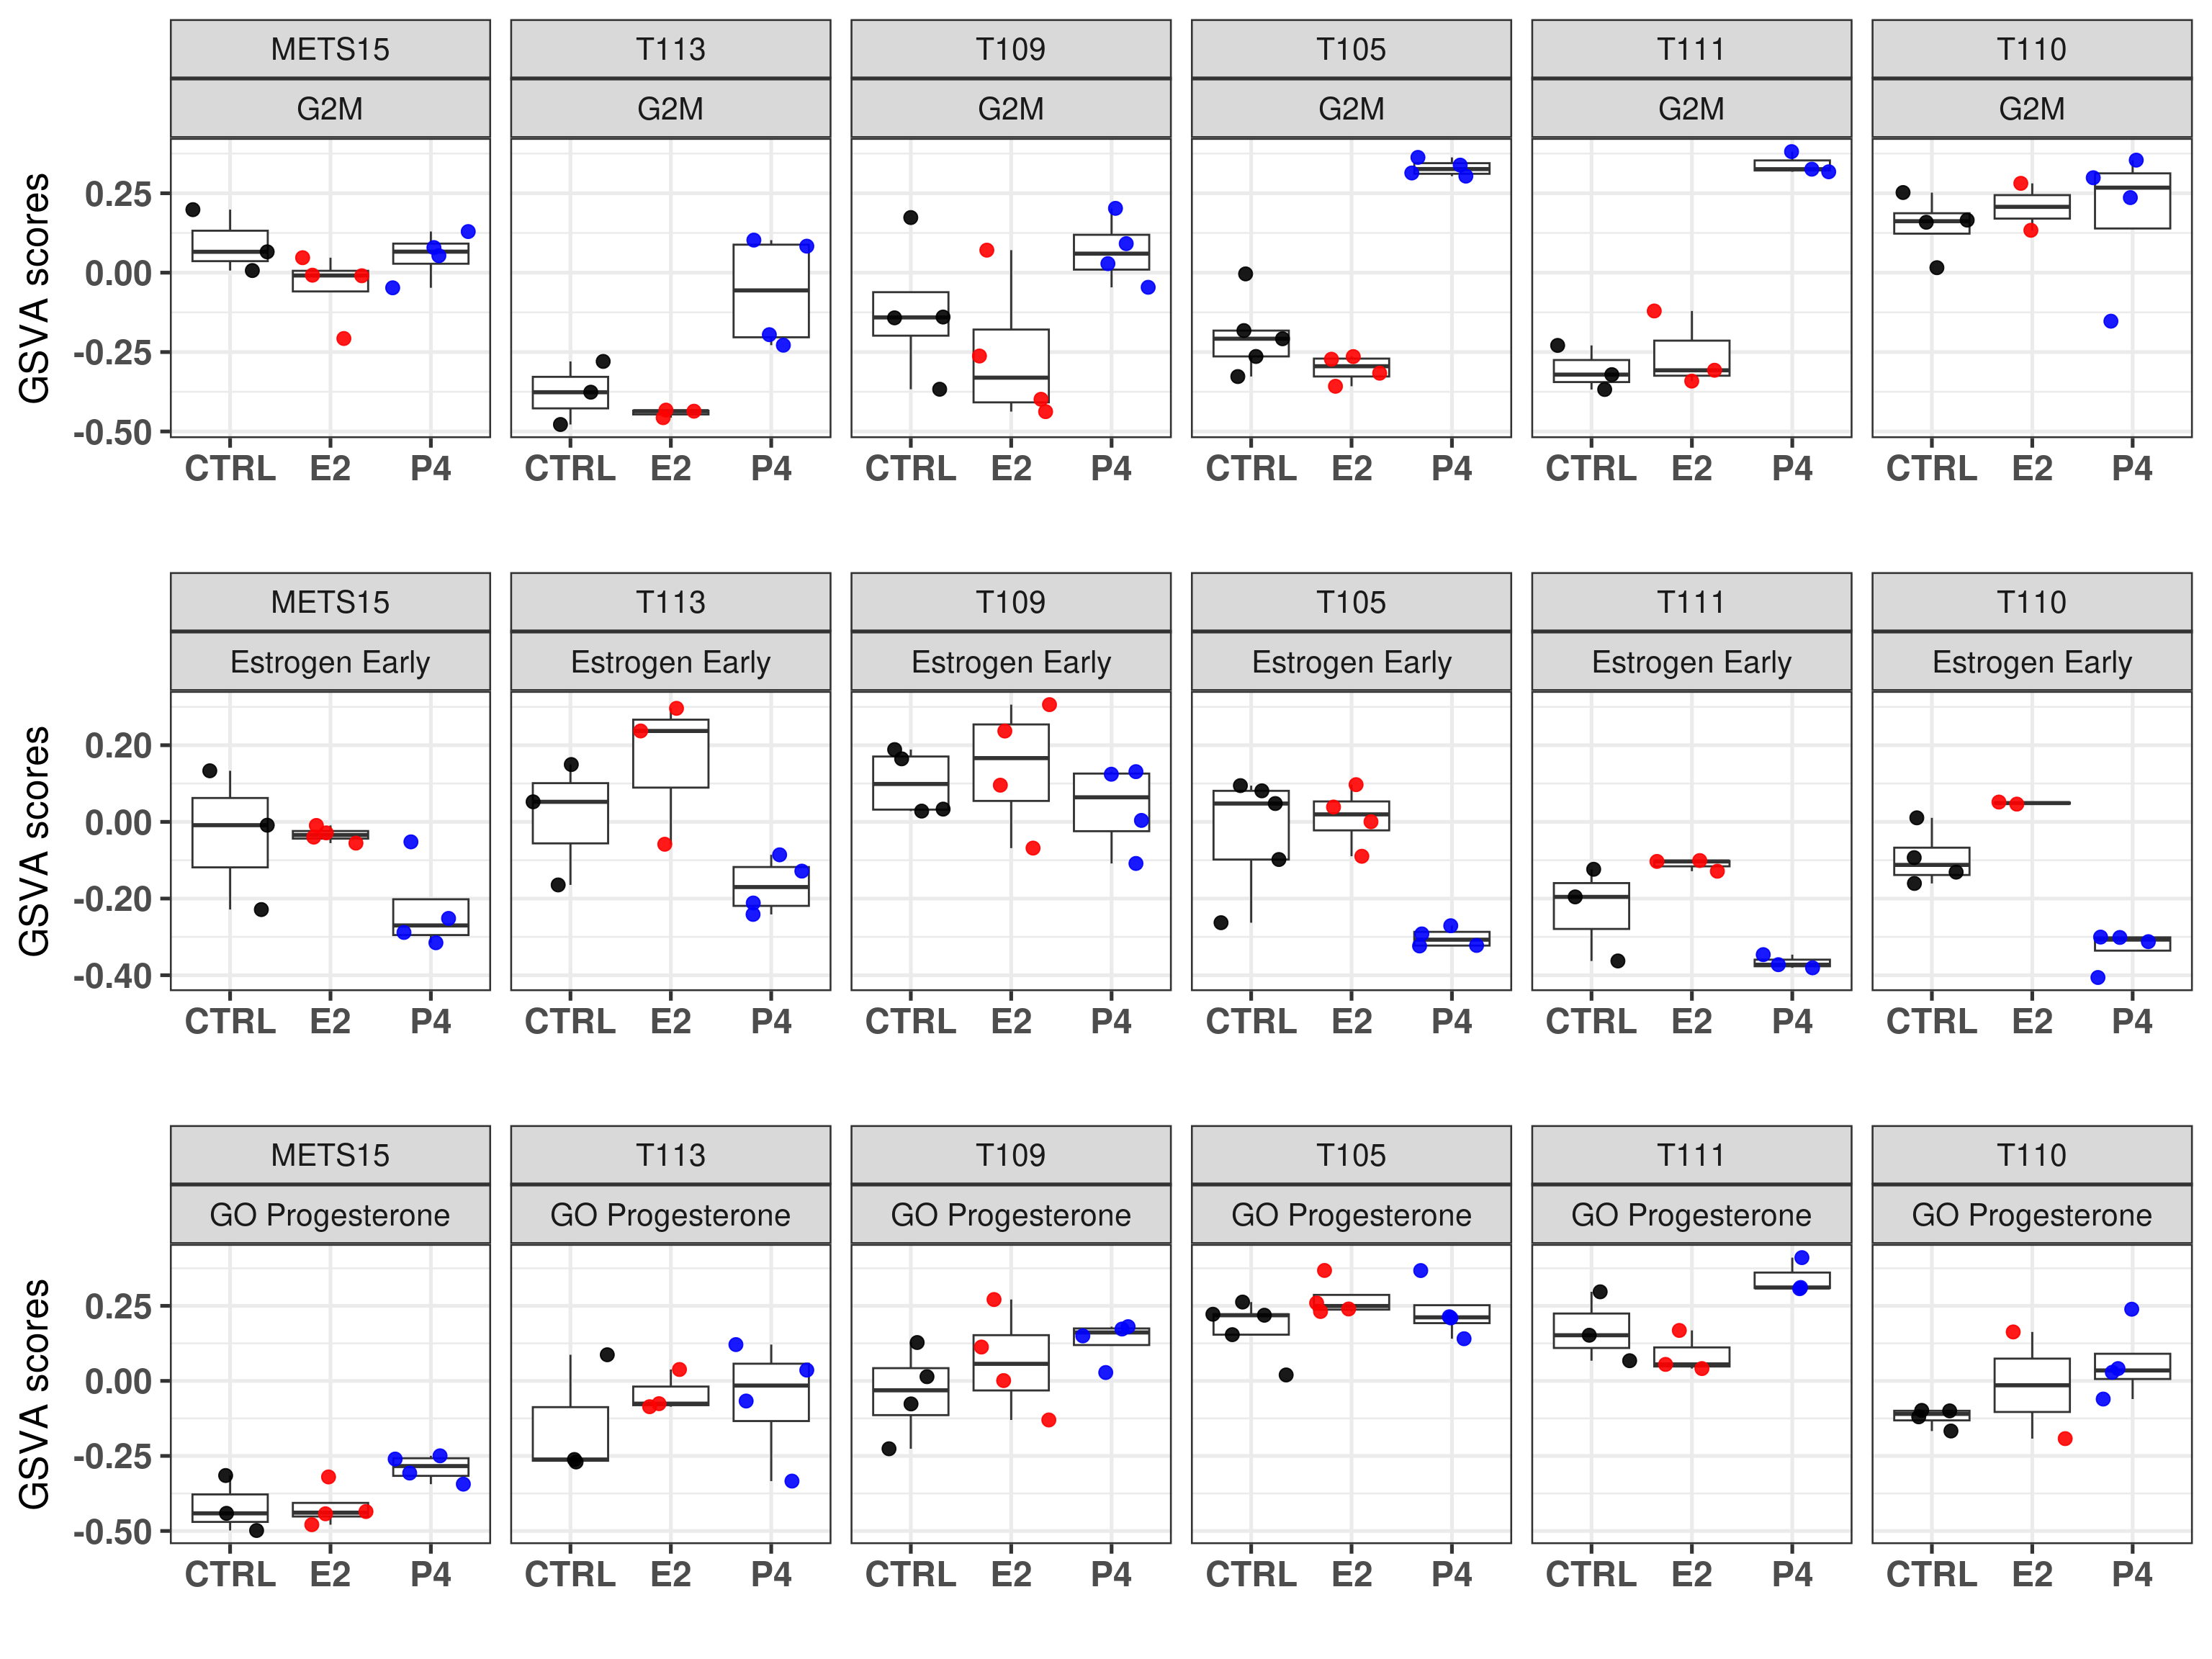 METS15 T113 T109 T105 T111 T110
G2M G2M G2M G2M G2M G2M
GSVA scores
0.25
0.00
-0.25
-0.50
CTRL E2 P4 CTRL E2 P4 CTRL E2 P4 CTRL E2 P4 CTRL E2 P4 CTRL E2 P4
METS15 T113 T109 T105 T111 T110
Estrogen Early Estrogen Early Estrogen Early Estrogen Early Estrogen Early Estrogen Early
GSVA scores
0.20
0.00
-0.20
-0.40
CTRL E2 P4 CTRL E2 P4 CTRL E2 P4 CTRL E2 P4 CTRL E2 P4 CTRL E2 P4
METS15 T113 T109 T105 T111 T110
GO Progesterone GO Progesterone GO Progesterone GO Progesterone GO Progesterone GO Progesterone
GSVA scores
0.25
0.00
-0.25
-0.50
CTRL E2 P4 CTRL E2 P4 CTRL E2 P4 CTRL E2 P4 CTRL E2 P4 CTRL E2 P4